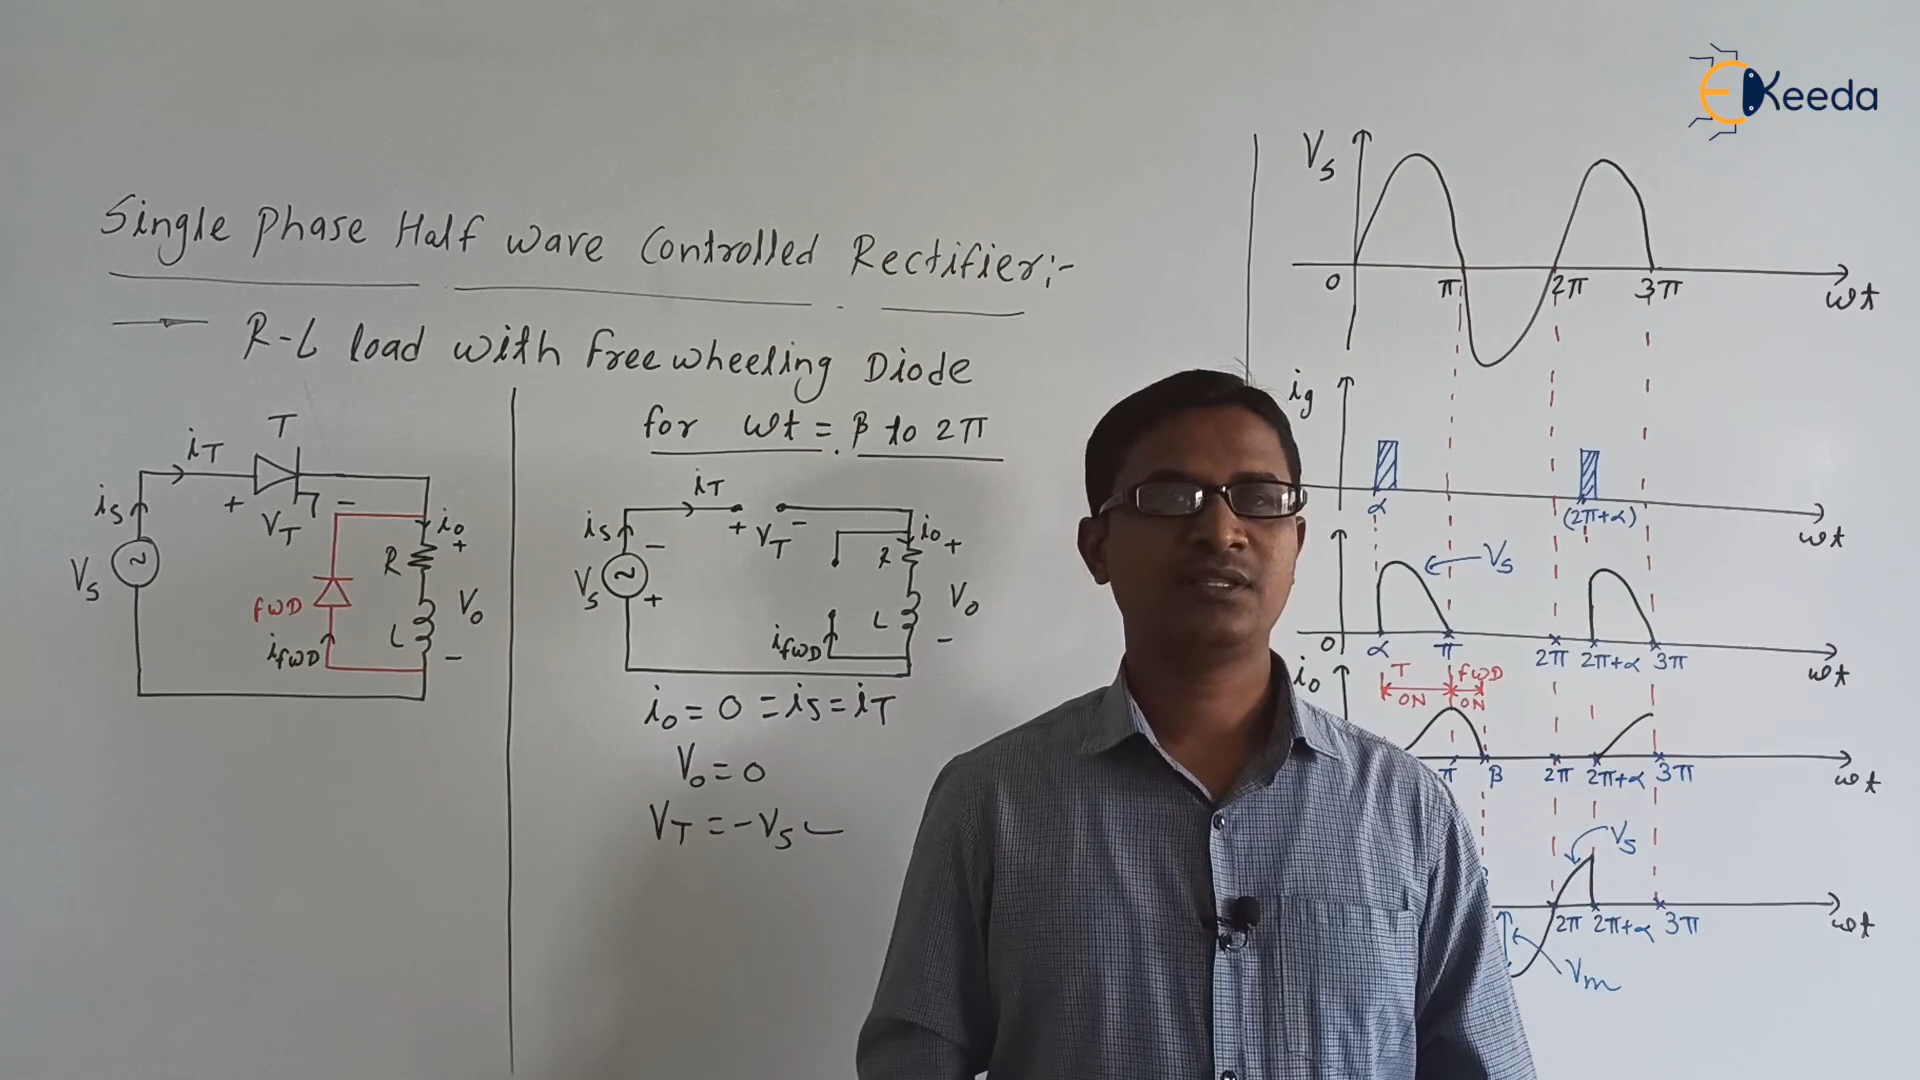 EKeeda
Single Phase Half wave Controlled Rectifier:-
R-L load with freewheeling Diode
iT
T
is
+
VT
-
io
+
Vs
R
fWD
Vo
L
ifWD
-
for ωt = β to 2π
iT
is
-
+
VT
-
io
+
Vs
R
+
Vo
L
ifWD
-
io = 0 = is = iT
Vo = 0
VT = -Vs
Vs
0
π
2π
3π
ωt
ig
α
(2π+α)
ωt
Vs
0
α
π
2π
2π+α
3π
ωt
io
T
ON
fWD
ON
π
β
2π
2π+α
3π
ωt
Vs
2π
2π+α
3π
ωt
Vm